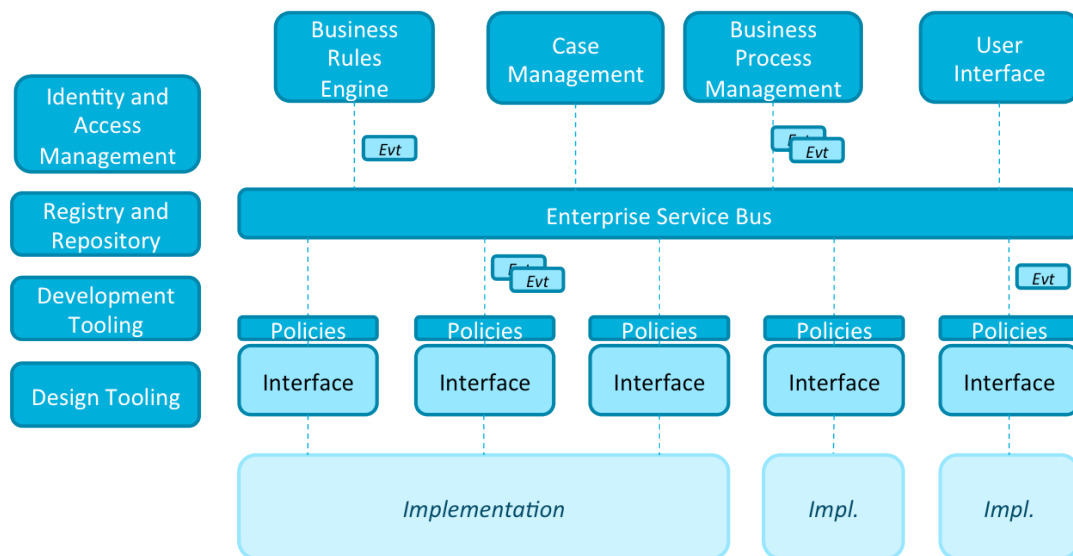 Business
Rules
Engine
Case
Management
Business
Process
Management
User
Interface
Identity and
Access
Management
Evt
Evt
Evt
Registry and
Repository
Enterprise Service Bus
Evt
Evt
Evt
Development
Tooling
Policies
Policies
Policies
Policies
Policies
Interface
Interface
Interface
Interface
Interface
Design Tooling
Implementation
Impl.
Impl.